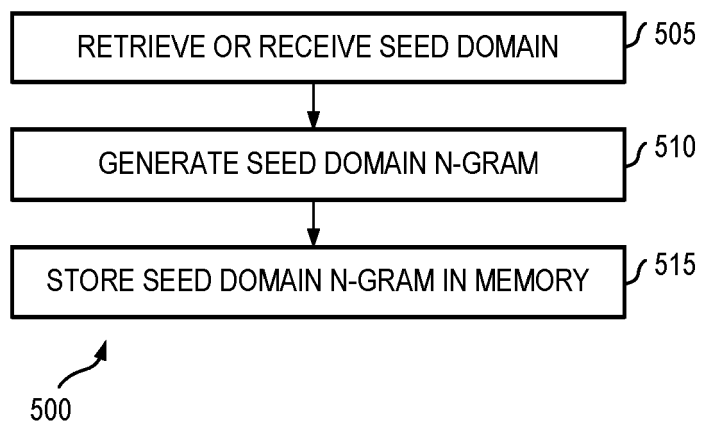 RETRIEVE OR RECEIVE SEED DOMAIN
505
GENERATE SEED DOMAIN N-GRAM
510
STORE SEED DOMAIN N-GRAM IN MEMORY
515
500